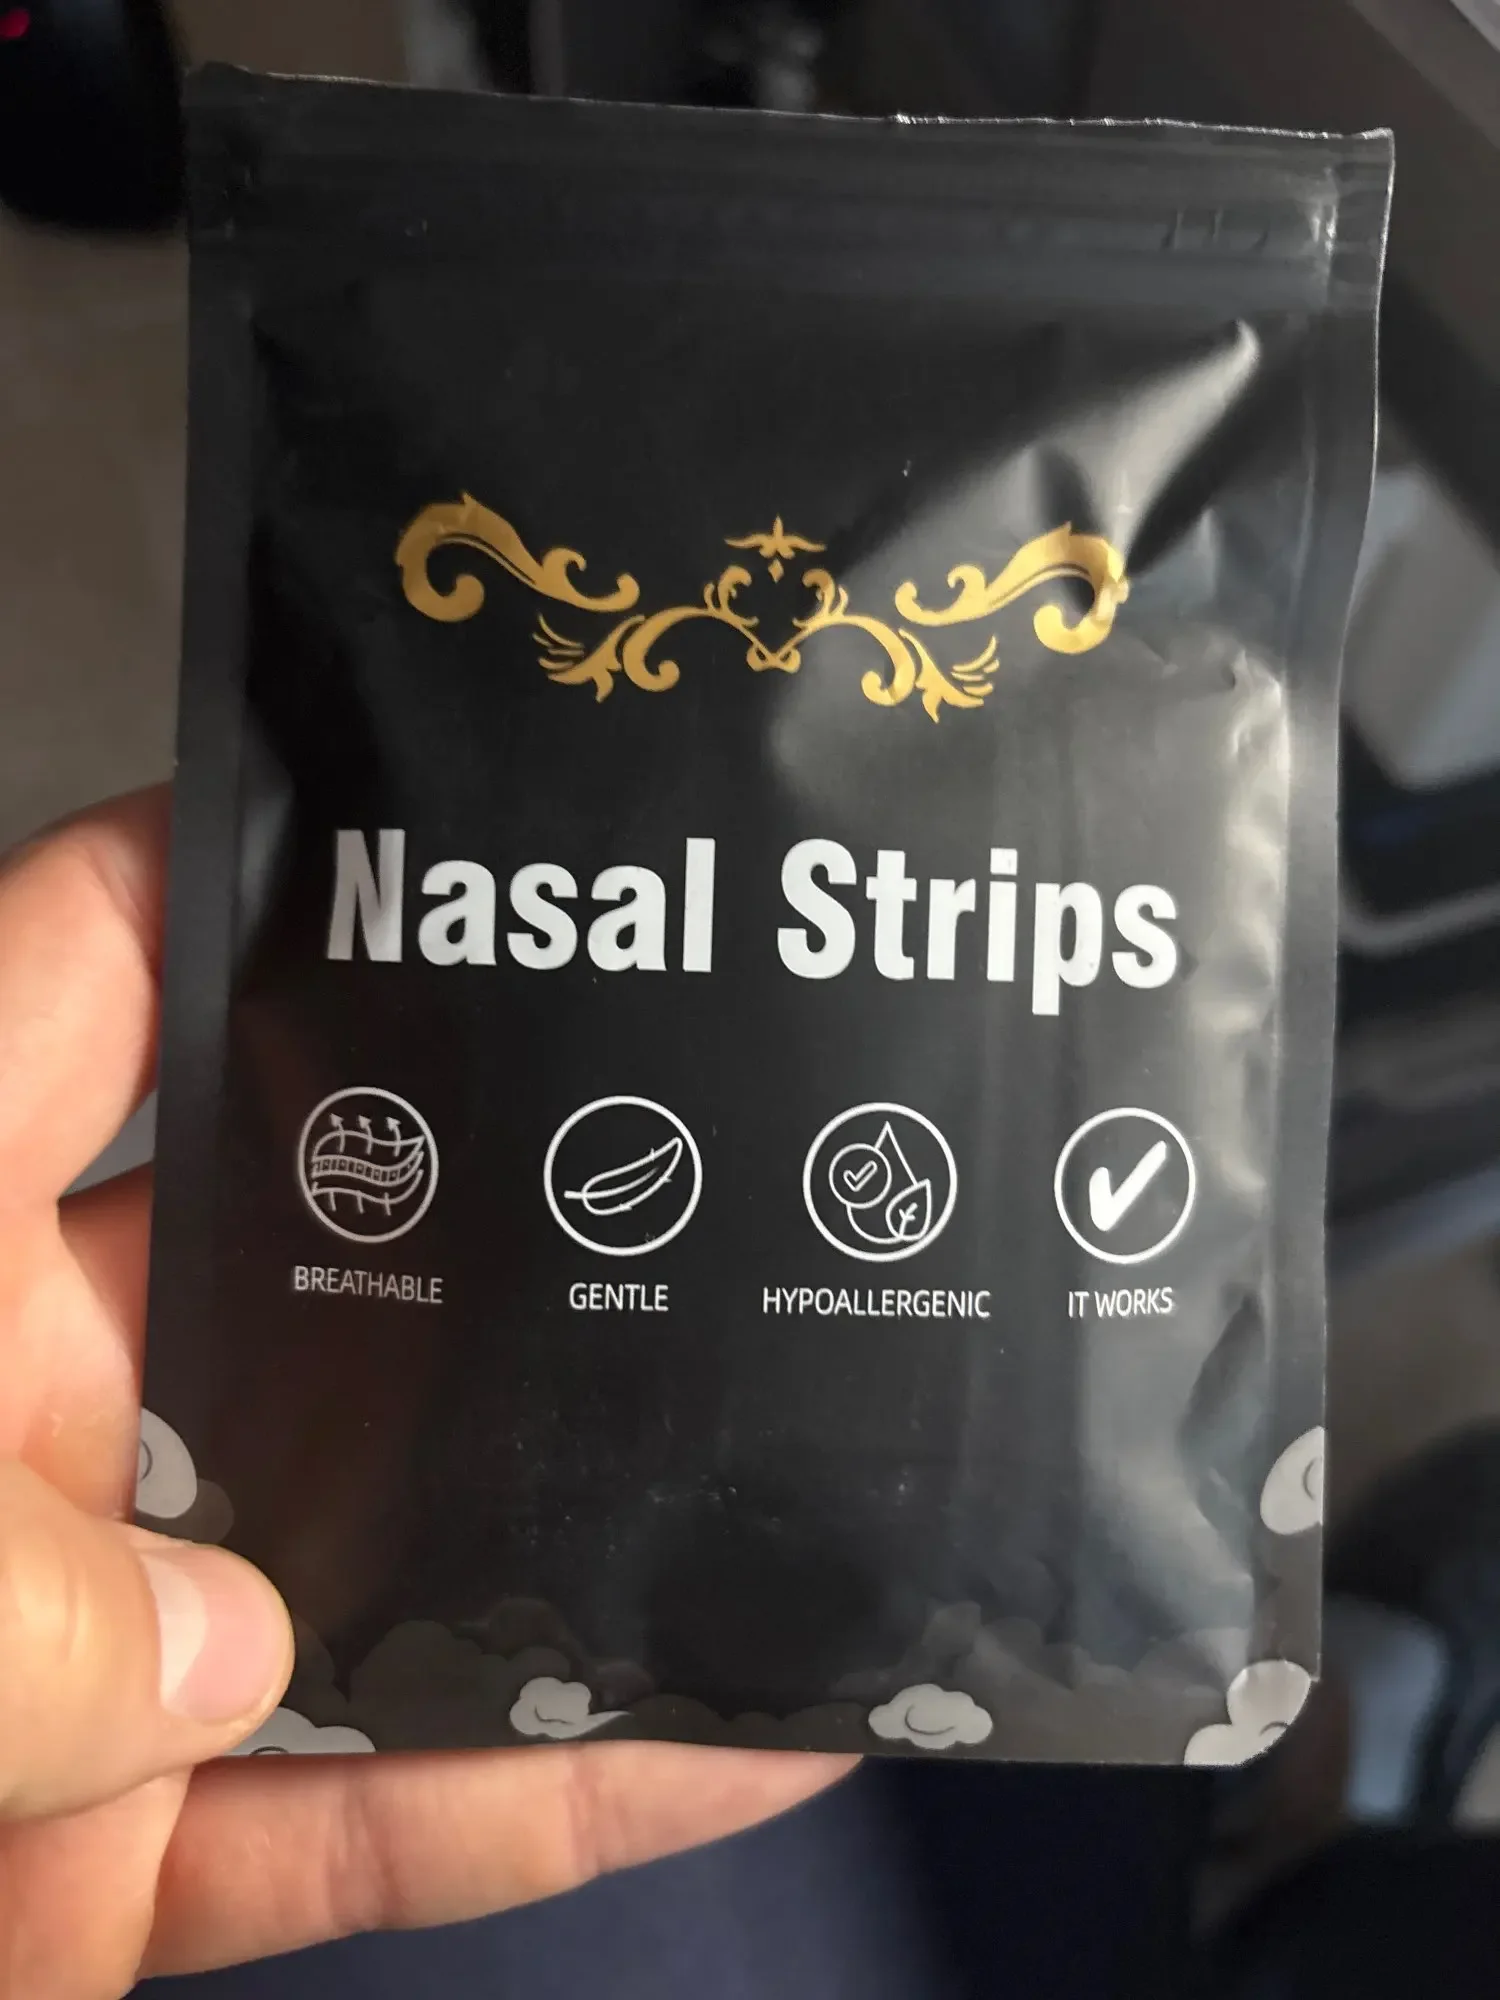 Nasal Strips
BREATHABLE GENTLE HYPOALLERGENIC IT WORKS